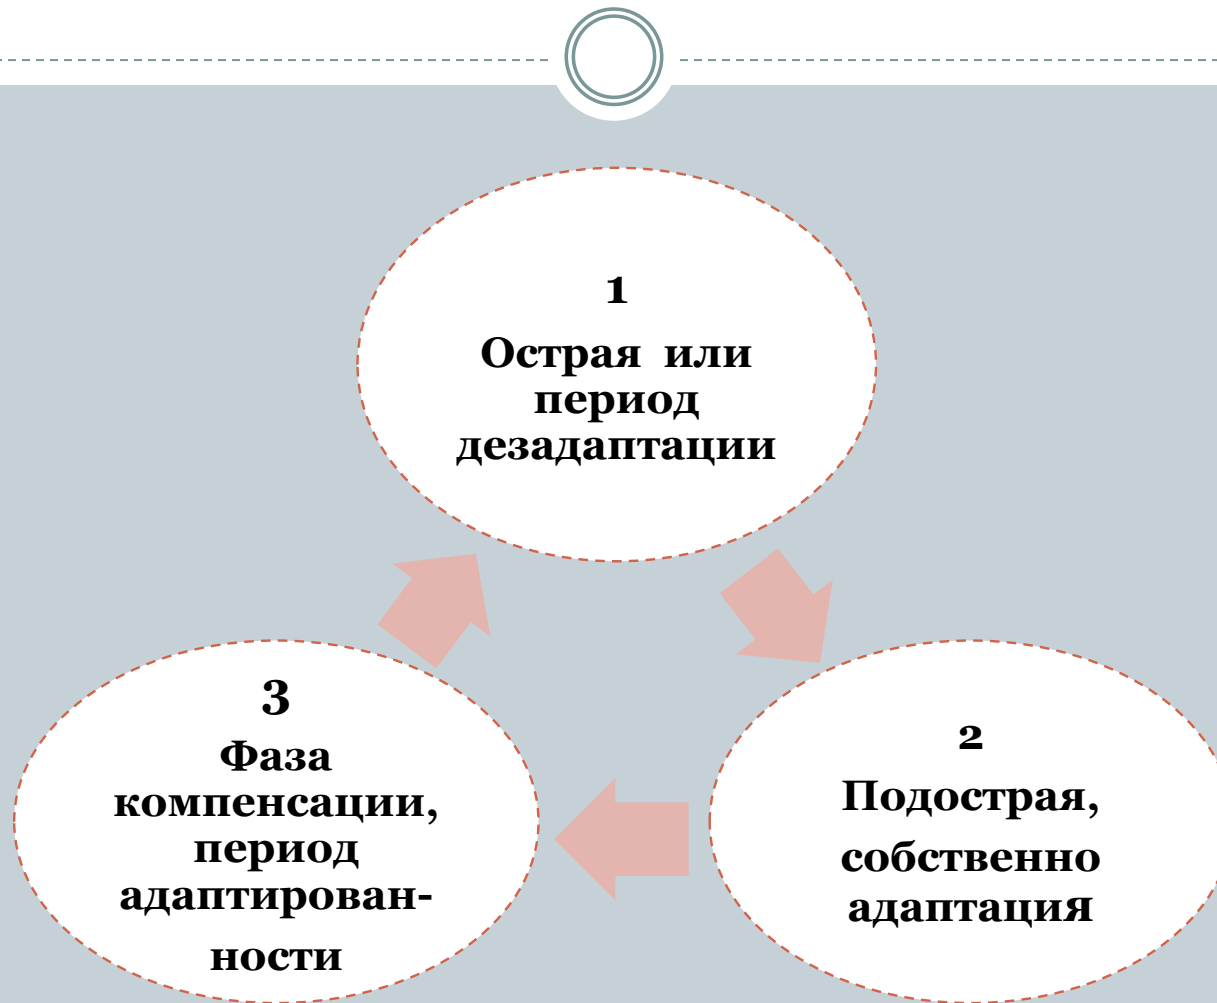 1
Острая или
период
дезадаптации
2
Подострая,
собственно
адаптация
3
Фаза
компенсации,
период
адаптирован-
ности